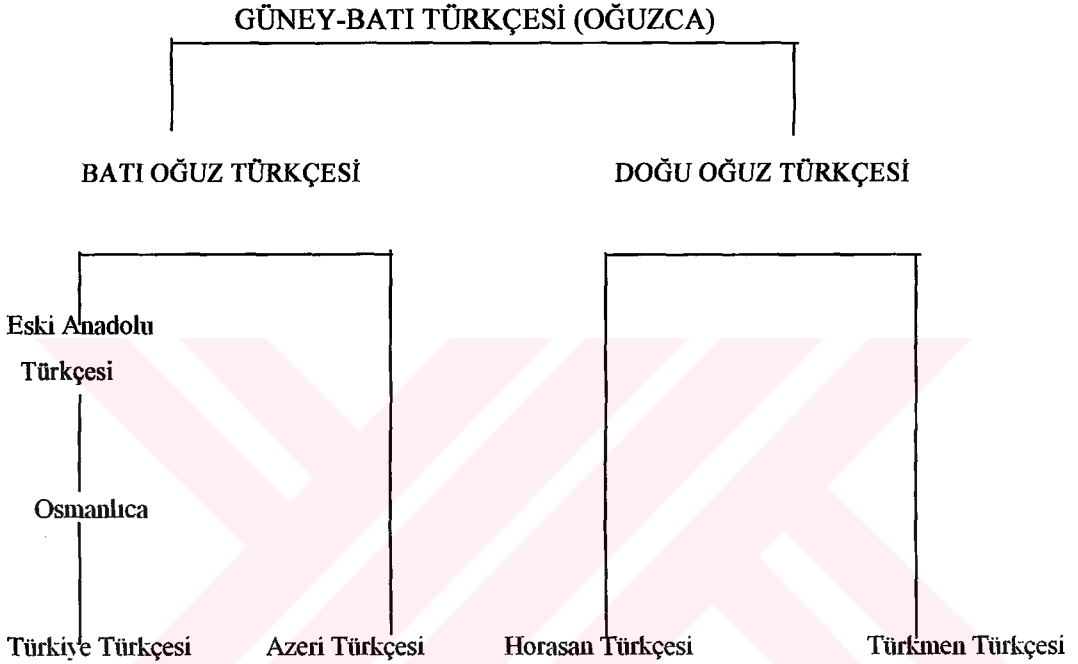 GÜNEY-BATI TÜRKÇESİ (OĞUZCA)
BATI OĞUZ TÜRKÇESİ
DOĞU OĞUZ TÜRKÇESİ
Eski Anadolu
Türkçesi
Osmanlıca
Türkiye Türkçesi
Azeri Türkçesi
Horasan Türkçesi
Türkmen Türkçesi